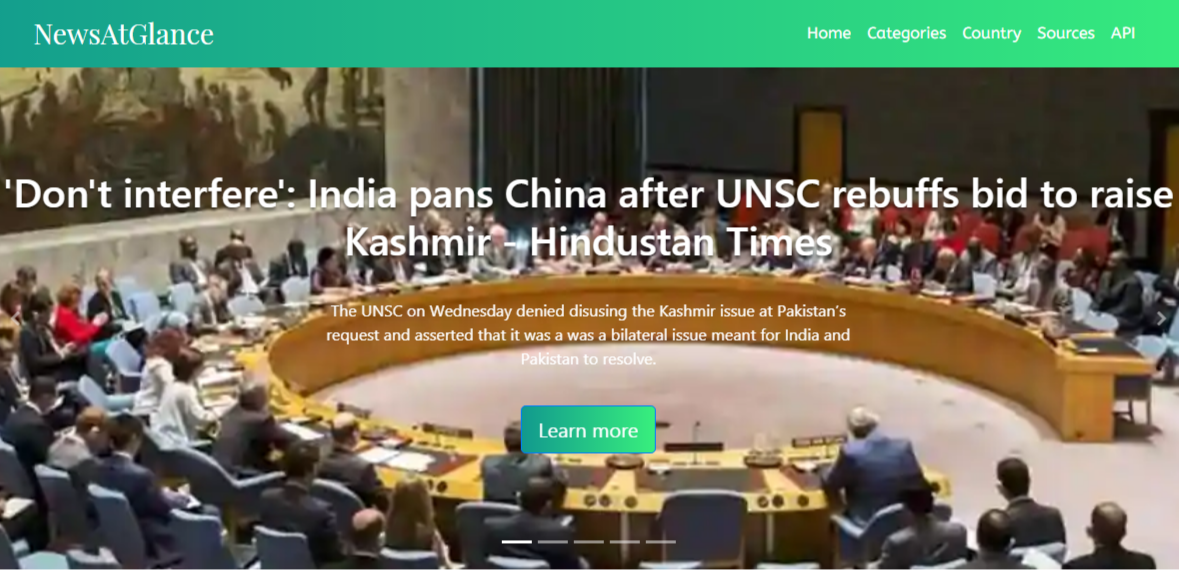 NewsAtGlance
Home Categories Country Sources API
'Don't interfere': India pans China after UNSC rebuffs bid to raise
Kashmir - Hindustan Times
The UNSC on Wednesday denied disusing the Kashmir issue at Pakistan's
request and asserted that it was a was a bilateral issue meant for India and
Pakistan to resolve.
Learn more